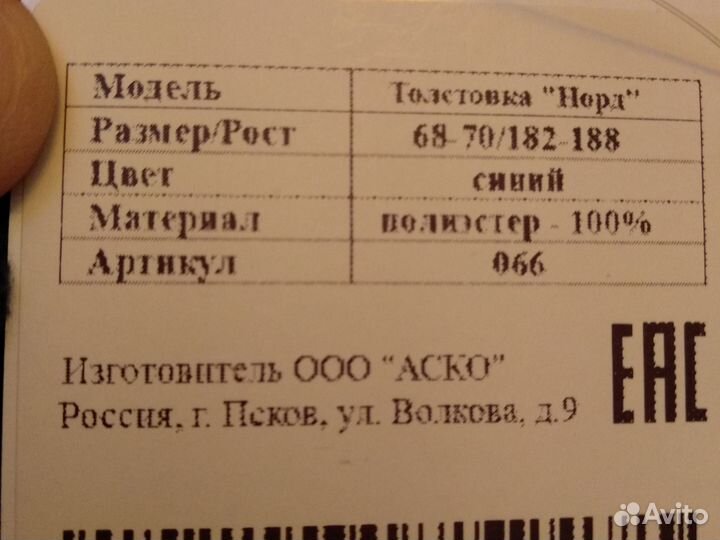 Модель Толстовка "Норд"
Размер/Рост 68-70/182-188
Цвет синий
Материал полиэстер - 100%
Артикул 066
Изготовитель ООО "АСКО"
Россия, г. Псков, ул. Волкова, д.9
ЕАС
Avito